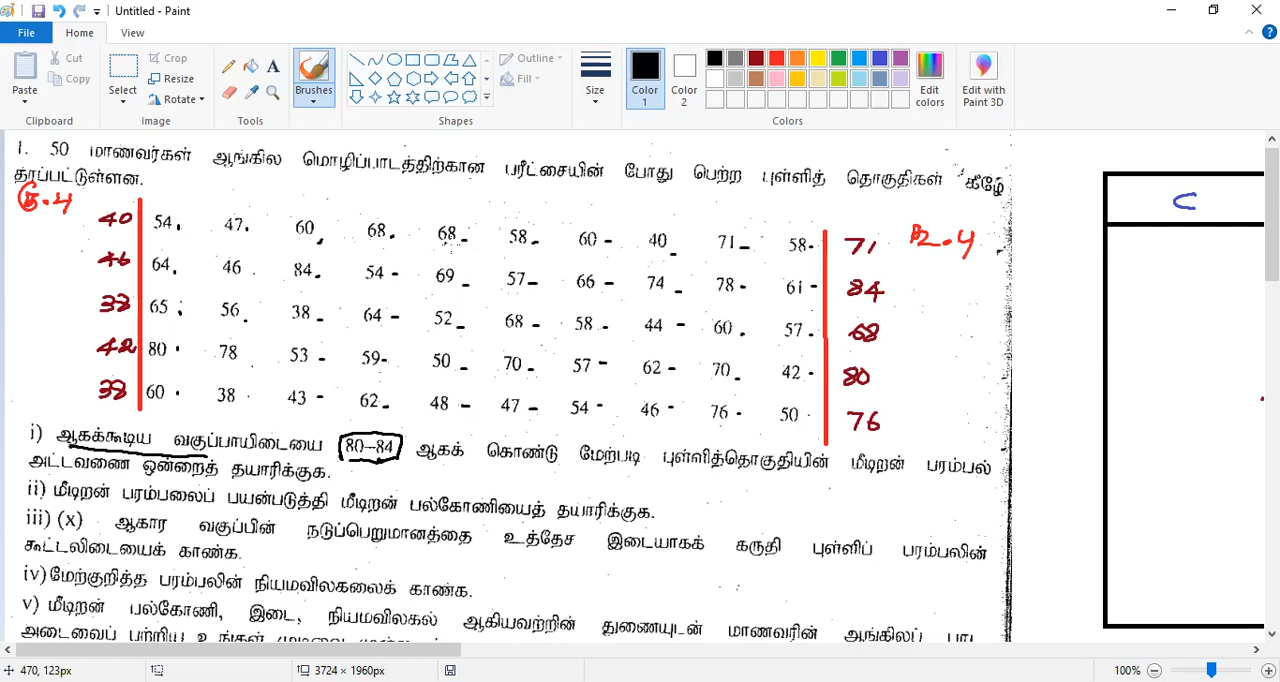 Untitled - Paint
File Home View
Paste Cut Copy Clipboard
Select Crop Resize Rotate Image
Tools
Brushes
Outline Fill Shapes
Size
Color 1 Color 2 Edit colors Colors
Edit with Paint 3D
1. 50 மாணவர்கள் ஆங்கில மொழிப்பாடத்திற்கான பரீட்சையின் போது பெற்ற புள்ளித் தொகுதிகள் கீழே
தரப்பட்டுள்ளன.
40 54 47 60 68 68 58 60 40 71 58 71
46 64 46 84 54 69 57 66 74 78 61 84
38 65 56 38 64 52 68 58 44 60 57 68
42 80 78 53 59 50 70 57 62 70 42 80
38 60 38 43 62 48 47 54 46 76 50 76
i) ஆகக்கூடிய வகுப்பாயிடையை 80-84 ஆகக் கொண்டு மேற்படி புள்ளித்தொகுதியின் மீடிறன் பரம்பல்
அட்டவணை ஒன்றைத் தயாரிக்குக.
ii) மீடிறன் பரம்பலைப் பயன்படுத்தி மீடிறன் பல்கோணியைத் தயாரிக்குக.
iii) (x) ஆகார வகுப்பின் நடுப்பெறுமானத்தை உத்தேச இடையாகக் கருதி புள்ளிப் பரம்பலின்
கூட்டலிடையைக் காண்க.
iv) மேற்குறித்த பரம்பலின் நியமவிலகலைக் காண்க.
v) மீடிறன் பல்கோணி, இடை, நியமவிலகல் ஆகியவற்றின் துணையுடன் மாணவரின் ஆங்கிலப்
470, 123px 3724 × 1960px 100%